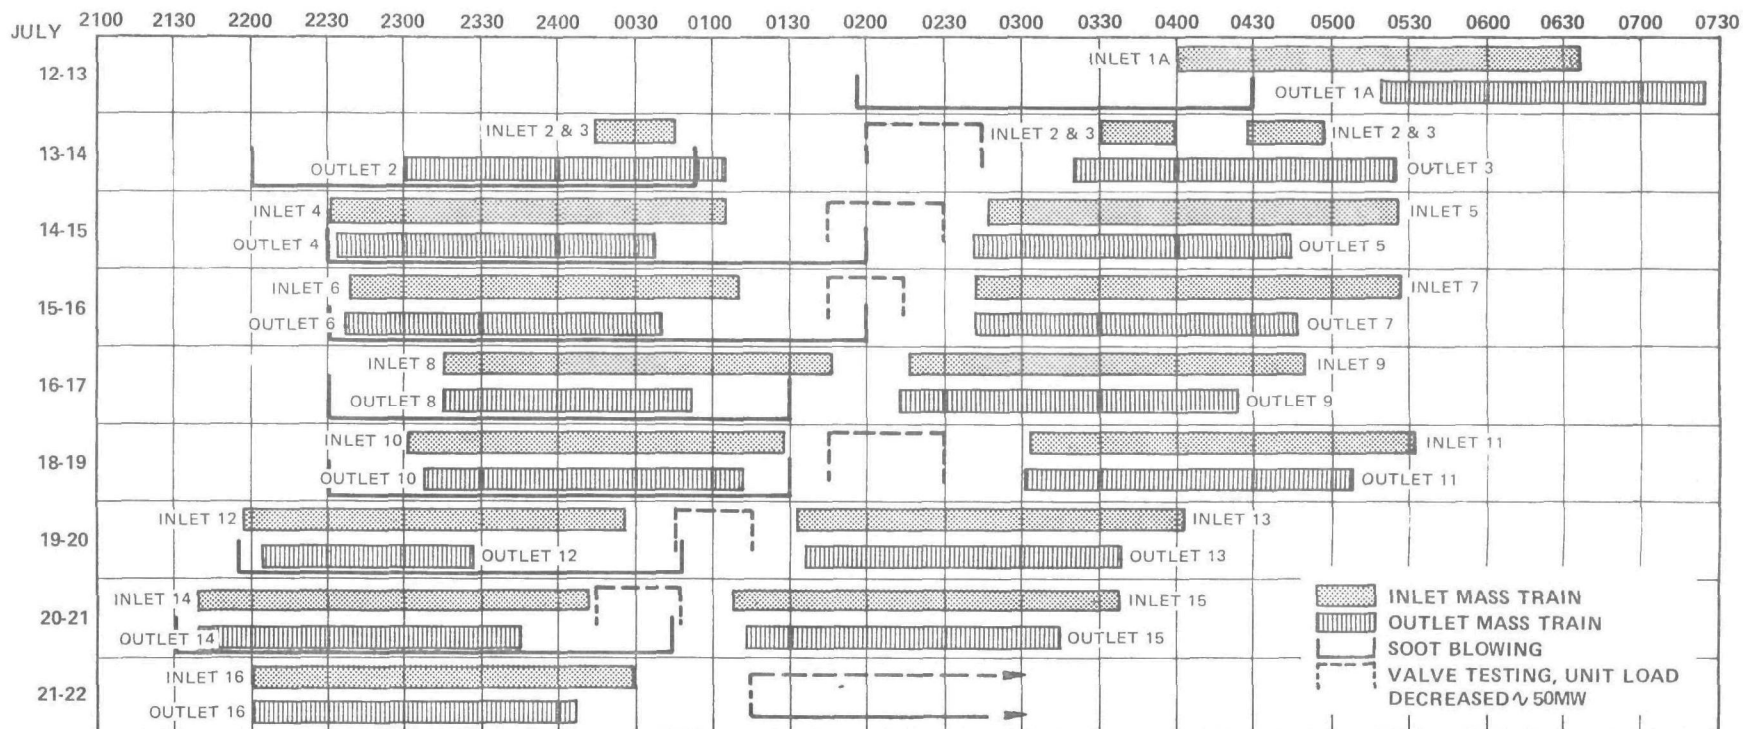 2100 2130 2200 2230 2300 2330 2400 0030 0100 0130 0200 0230 0300 0330 0400 0430 0500 0530 0600 0630 0700 0730
JULY
12-13
INLET 1A
OUTLET 1A
13-14
INLET 2 & 3 INLET 2 & 3 INLET 2 & 3
OUTLET 2 OUTLET 3
14-15
INLET 4 INLET 5
OUTLET 4 OUTLET 5
15-16
INLET 6 INLET 7
OUTLET 6 OUTLET 7
16-17
INLET 8 INLET 9
OUTLET 8 OUTLET 9
18-19
INLET 10 INLET 11
OUTLET 10 OUTLET 11
19-20
INLET 12 INLET 13
OUTLET 12 OUTLET 13
20-21
INLET 14 INLET 15
OUTLET 14 OUTLET 15
21-22
INLET 16
OUTLET 16
INLET MASS TRAIN
OUTLET MASS TRAIN
SOOT BLOWING
VALVE TESTING, UNIT LOAD
DECREASED ∿ 50MW